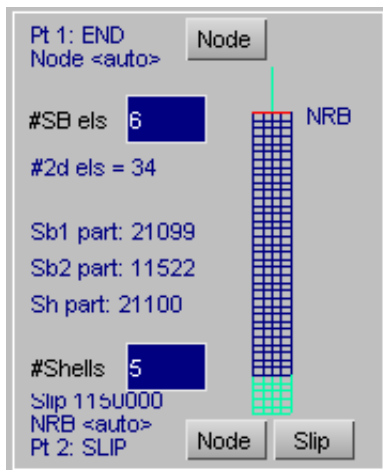 Pt 1: END
Node
Node <auto>
#SB els 6
NRB
#2d els = 34
Sb1 part: 21099
Sb2 part: 11522
Sh part: 21100
#Shells 5
Slip 1150000
NRB <auto>
Pt 2: SLIP
Node
Slip